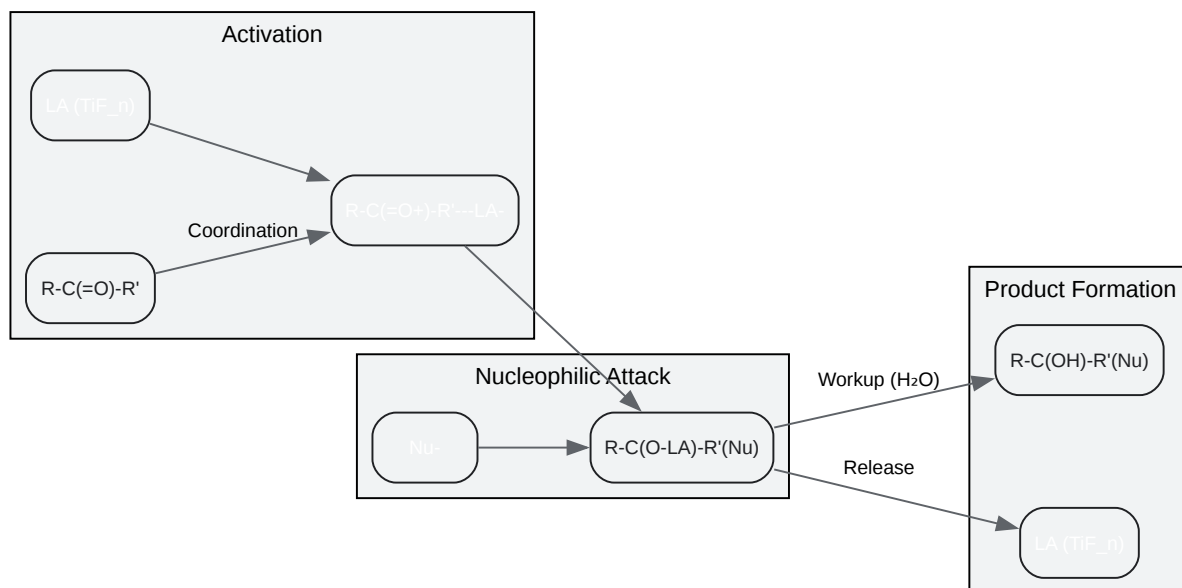 Activation
LA (TiF_n)
R-C(=O+)-R'---LA-
Coordination
R-C(=O)-R'
Nucleophilic Attack
Nu-
R-C(O-LA)-R'(Nu)
Workup (H₂O)
Release
Product Formation
R-C(OH)-R'(Nu)
LA (TiF_n)